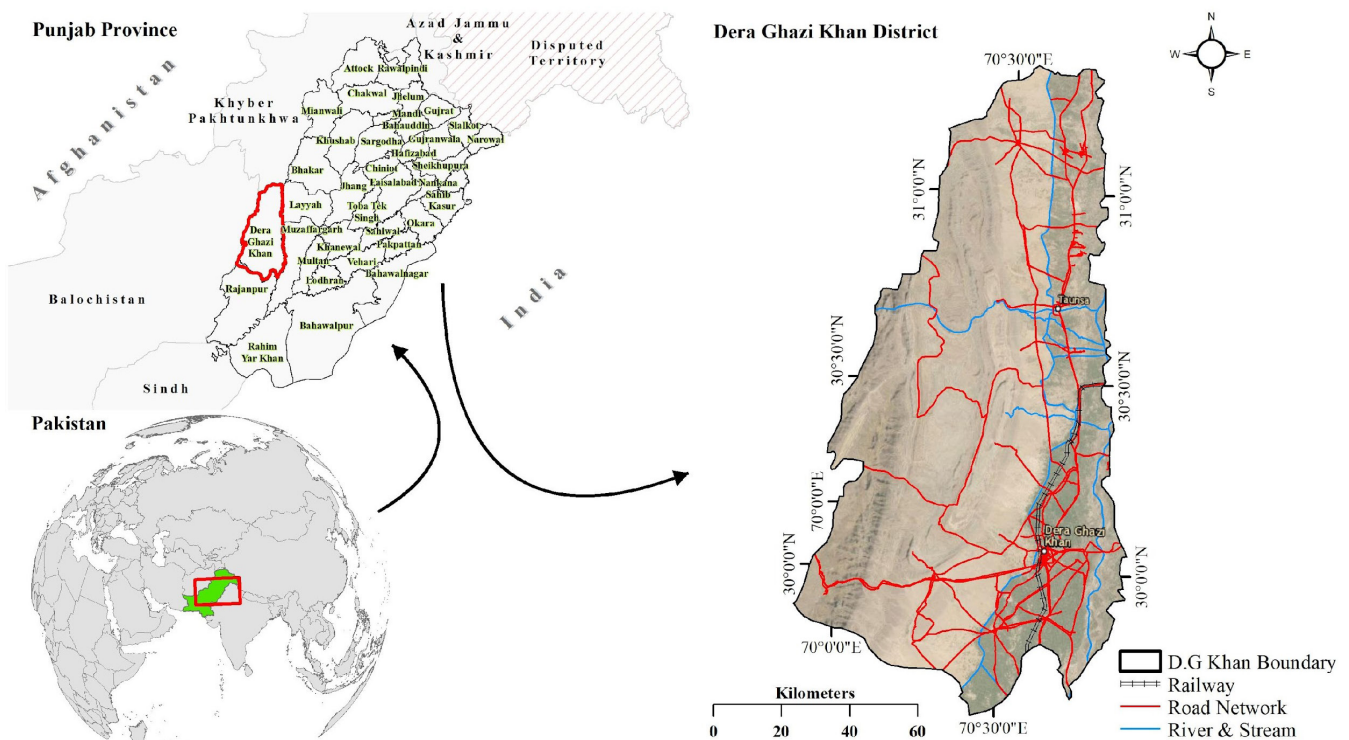 Punjab Province
Azad Jammu
&
Kashmir
Disputed
Territory
Afghanistan
Khyber
Pakhtunkhwa
Balochistan
Sindh
India
Attock
Rawalpindi
Chakwal
Jhelum
Mianwali
Mandi
Bahauddin
Gujrat
Sialkot
Khushab
Sargodha
Gujranwala
Narowal
Hafizabad
Bhakar
Chiniot
Sheikhupura
Jhang
Faisalabad
Nankana
Sahib
Layyah
Toba Tek
Singh
Kasur
Okara
Dera
Ghazi
Khan
Muzaffargarh
Sahiwal
Khanewal
Pakpattan
Multan
Vehari
Rajanpur
Lodhran
Bahawalnagar
Bahawalpur
Rahim
Yar Khan
Pakistan
Dera Ghazi Khan District
N
W
E
S
70°30'0"E
31°0'0"N
31°0'0"N
Taunsa
30°30'0"N
30°30'0"N
70°0'0"E
Dera Ghazi
Khan
30°0'0"N
30°0'0"N
70°0'0"E
70°30'0"E
Kilometers
0
20
40
60
D.G Khan Boundary
Railway
Road Network
River & Stream